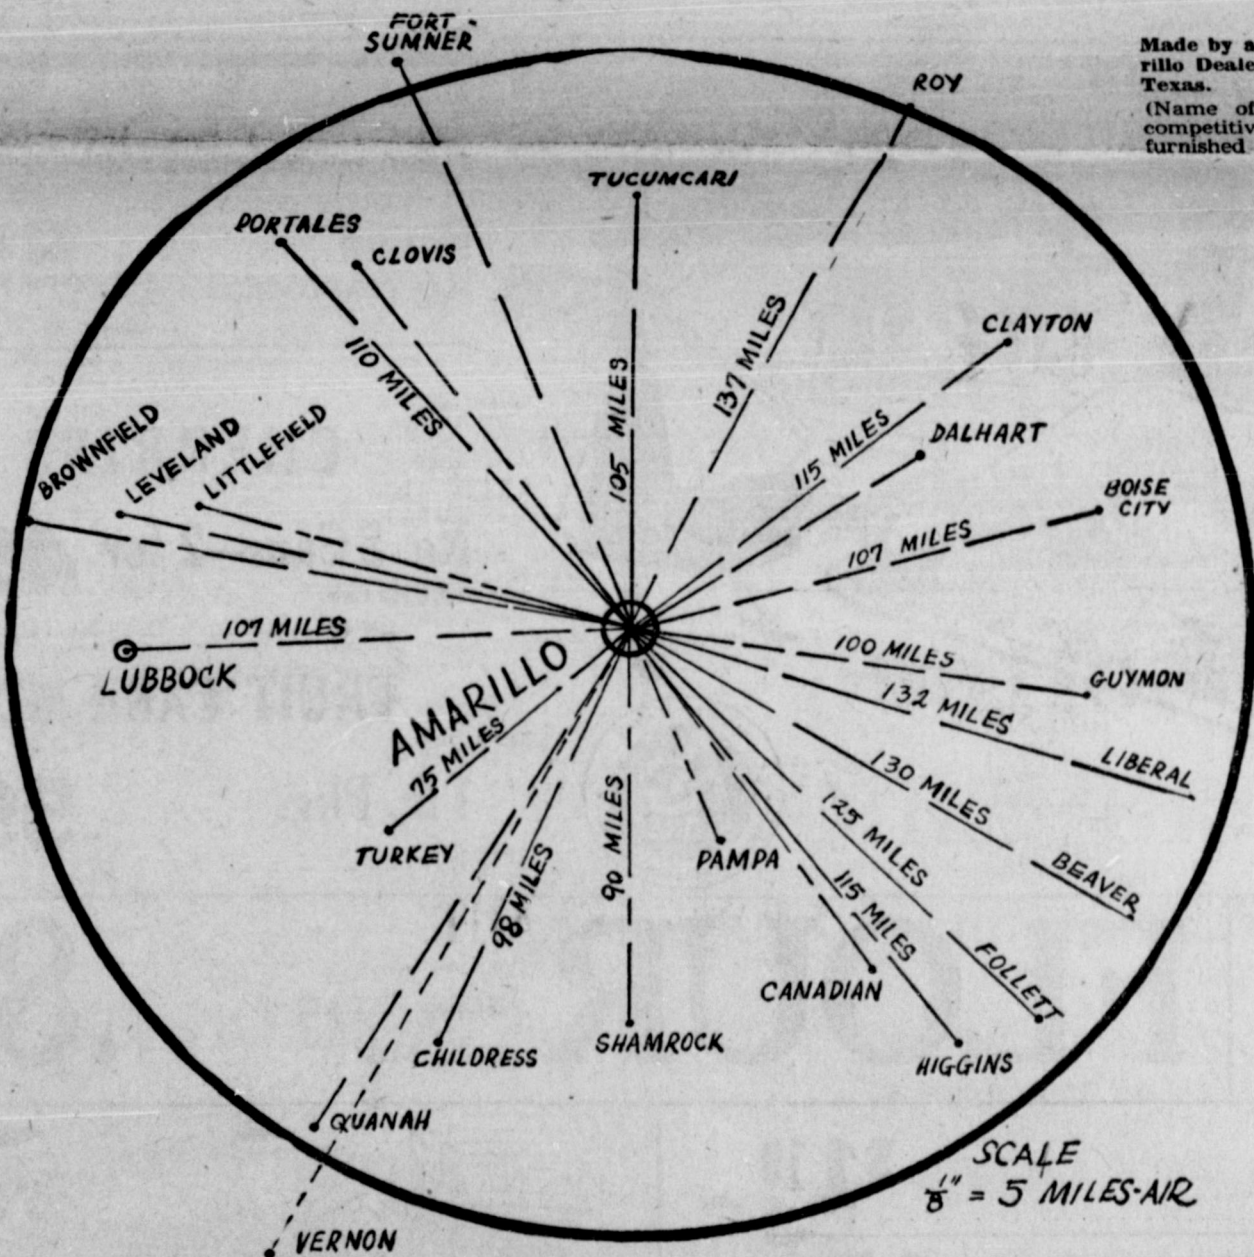 FORT-
SUMNER
Made by a
rillo Deale
Texas.
(Name of
competitiv
furnished
ROY
TUCUMCARI
PORTALES
CLOVIS
137 MILES
CLAYTON
110 MILES
105 MILES
115 MILES
DALHART
BROWNFIELD
LEVELAND
LITTLEFIELD
BOISE
CITY
107 MILES
107 MILES
LUBBOCK
AMARILLO
100 MILES
GUYMON
132 MILES
LIBERAL
75 MILES
TURKEY
130 MILES
BEAVER
98 MILES
90 MILES
PAMPA
125 MILES
FOLLETT
115 MILES
CANADIAN
CHILDRESS
SHAMROCK
HIGGINS
QUANAH
SCALE
1/8" = 5 MILES-AIR
VERNON